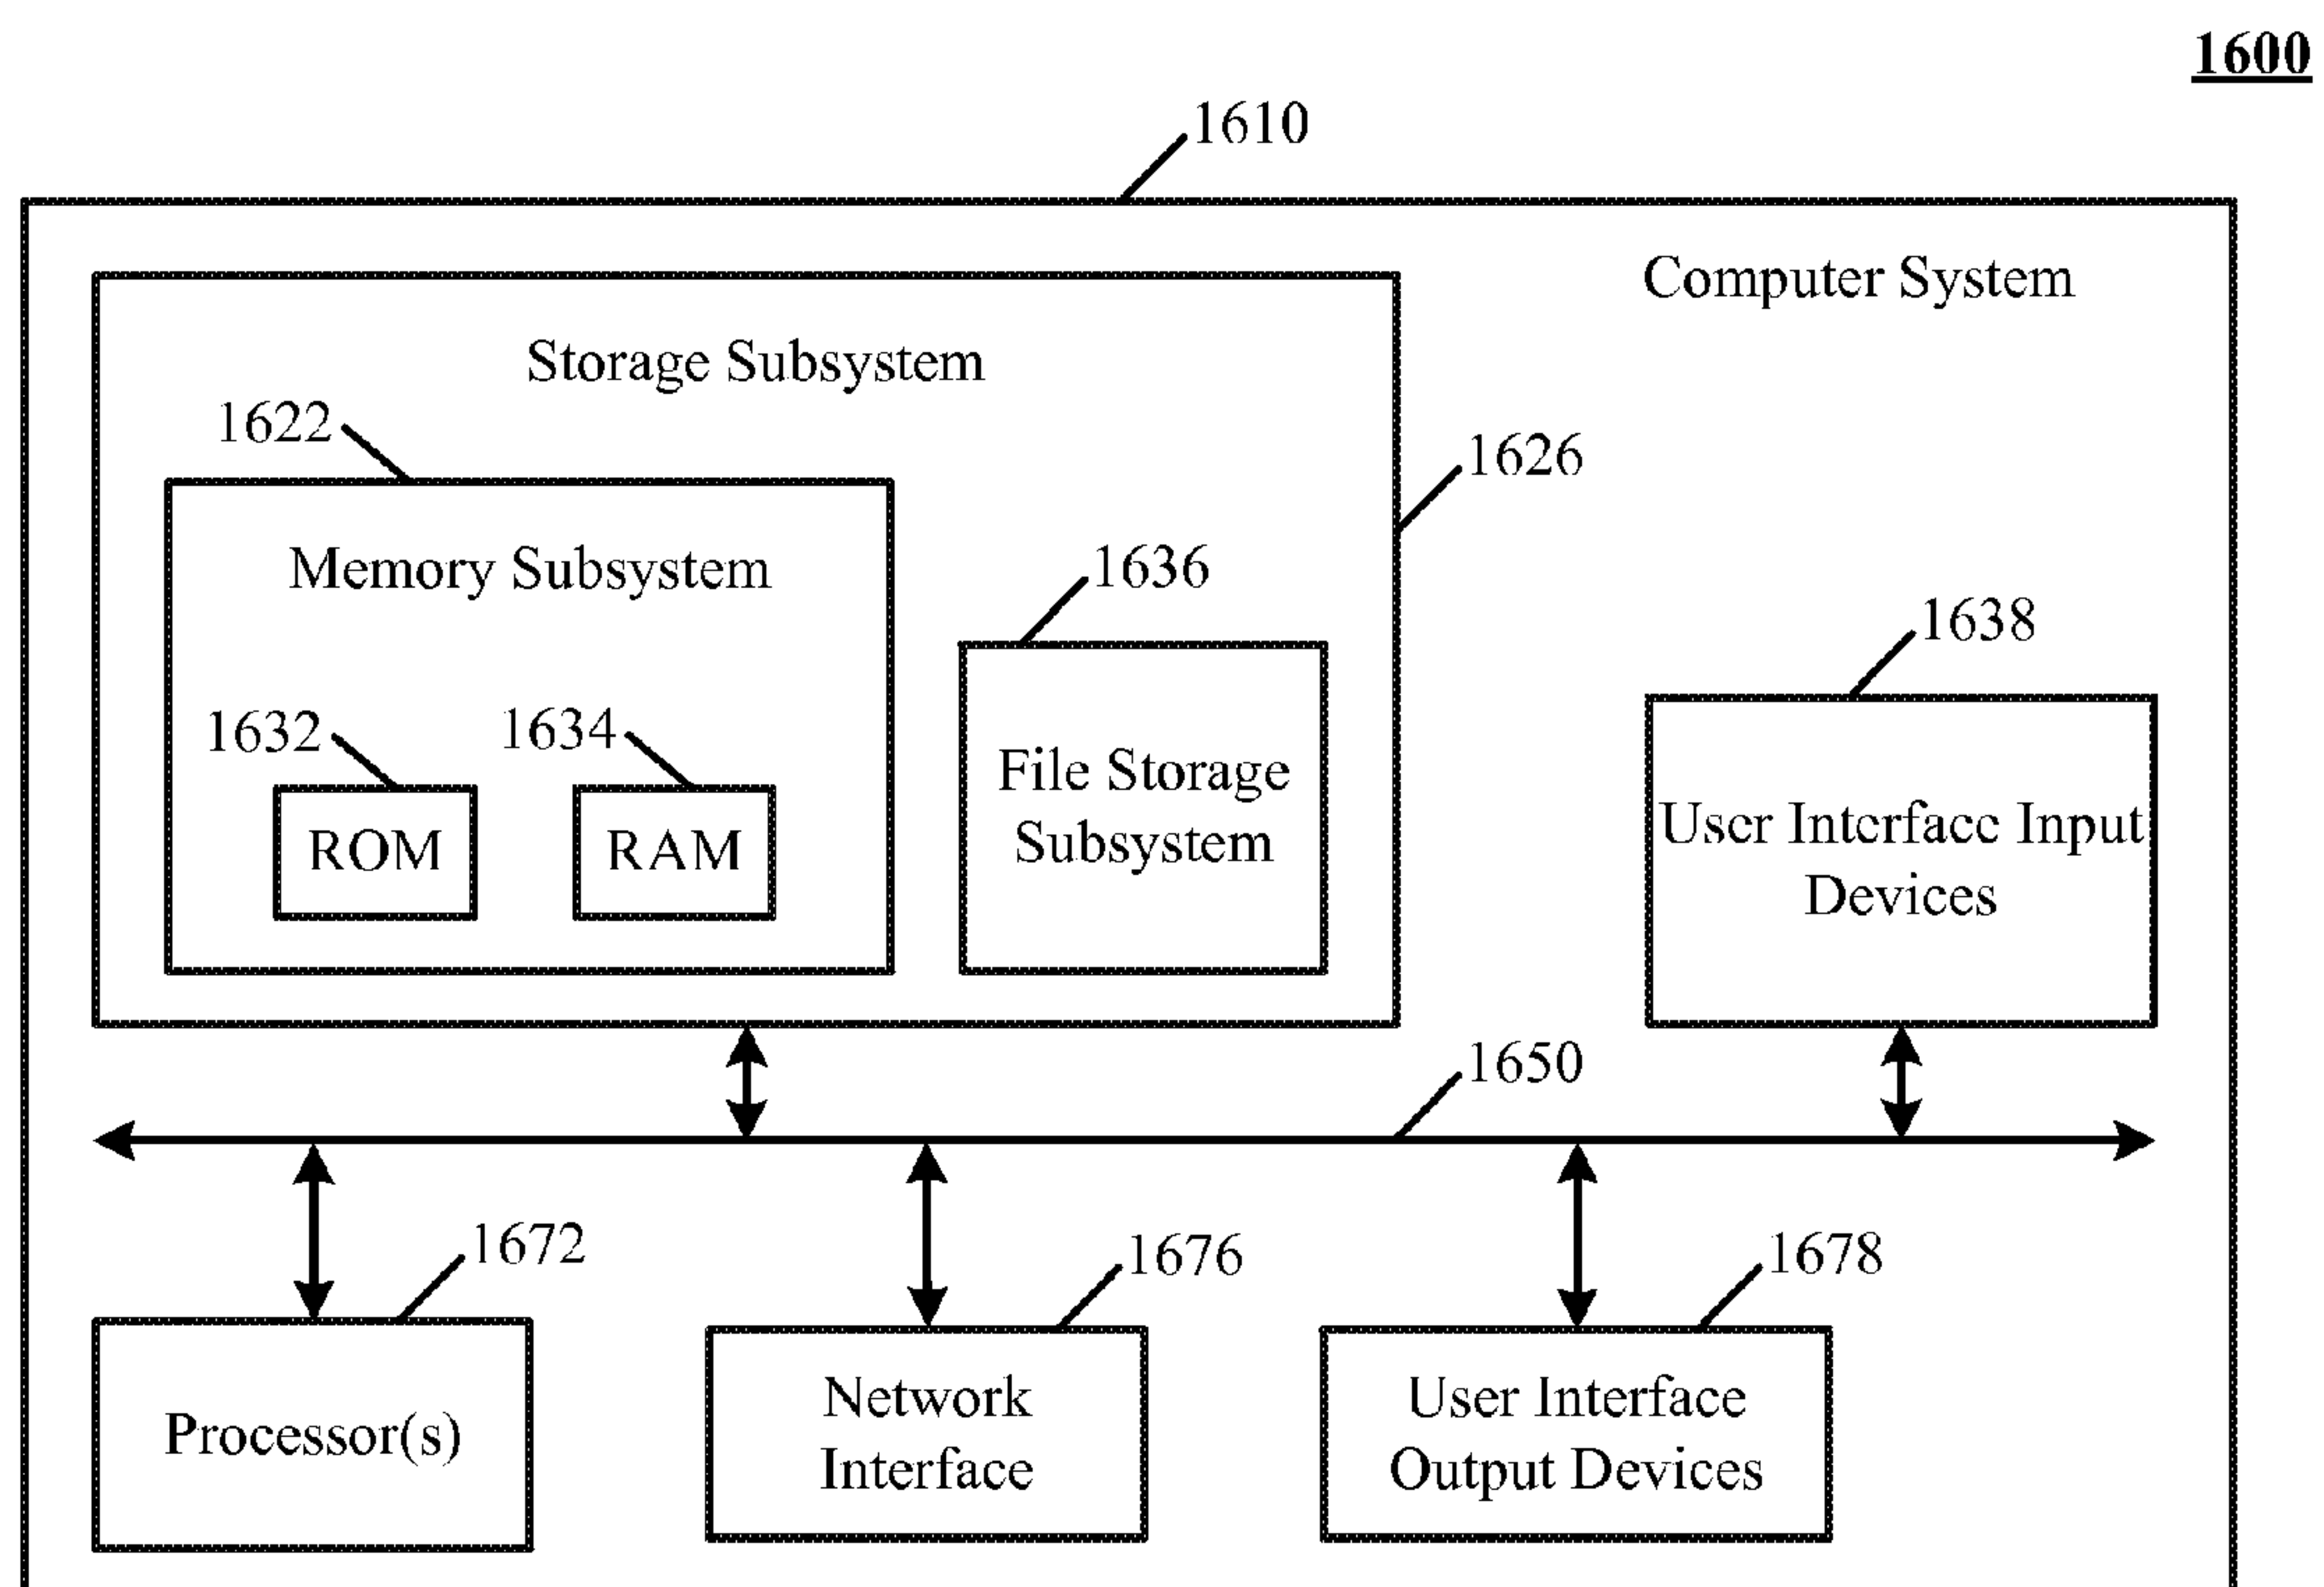 1600
1610
Computer System
Storage Subsystem
1622
1626
Memory Subsystem
1636
1638
1632
1634
File Storage
Subsystem
ROM
RAM
User Interface Input
Devices
1650
1672
1676
1678
Processor(s)
Network
Interface
User Interface
Output Devices